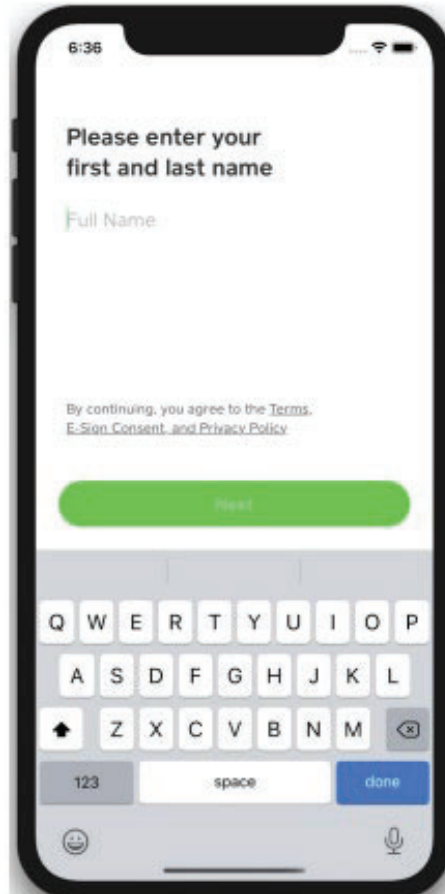 6:36
Please enter your
first and last name
Full Name
By continuing, you agree to the Terms,
E-Sign Consent, and Privacy Policy
Next
Q W E R T Y U I O P
A S D F G H J K L
Z X C V B N M
123 space done